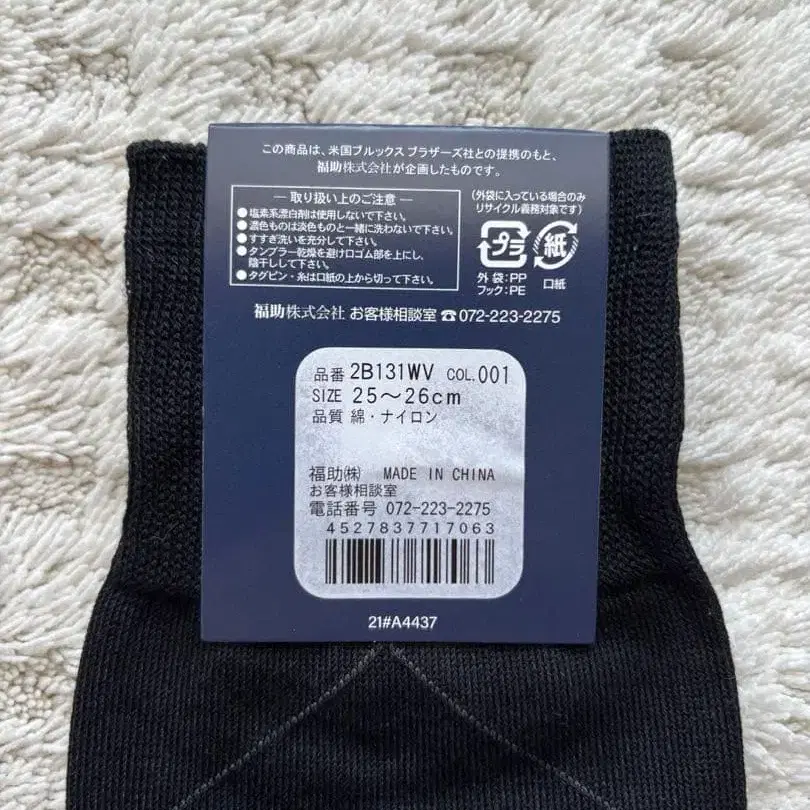 この商品は、米国ブルックス ブラザーズ社との提携のもと、
福助株式会社が企画したものです。
取り扱い上のご注意
●塩素系漂白剤は使用しないで下さい。
●濃色ものは淡色ものと一緒に洗わないで下さい。
●すすぎ洗いを充分して下さい。
●タンブラー乾燥を避け口ゴム部を上にし、
陰干しして下さい。
●タグピン・糸は口紙の上から切って下さい。
(外袋に入っている場合のみ
リサイクル義務対象です)
プラ
紙
外 袋:PP
フック:PE
口紙
福助株式会社 お客様相談室 ☎072-223-2275
品番 2B131WV COL.001
SIZE 25～26cm
品質 綿・ナイロン
福助㈱ MADE IN CHINA
お客様相談室
電話番号 072-223-2275
4527837717063
21#A4437